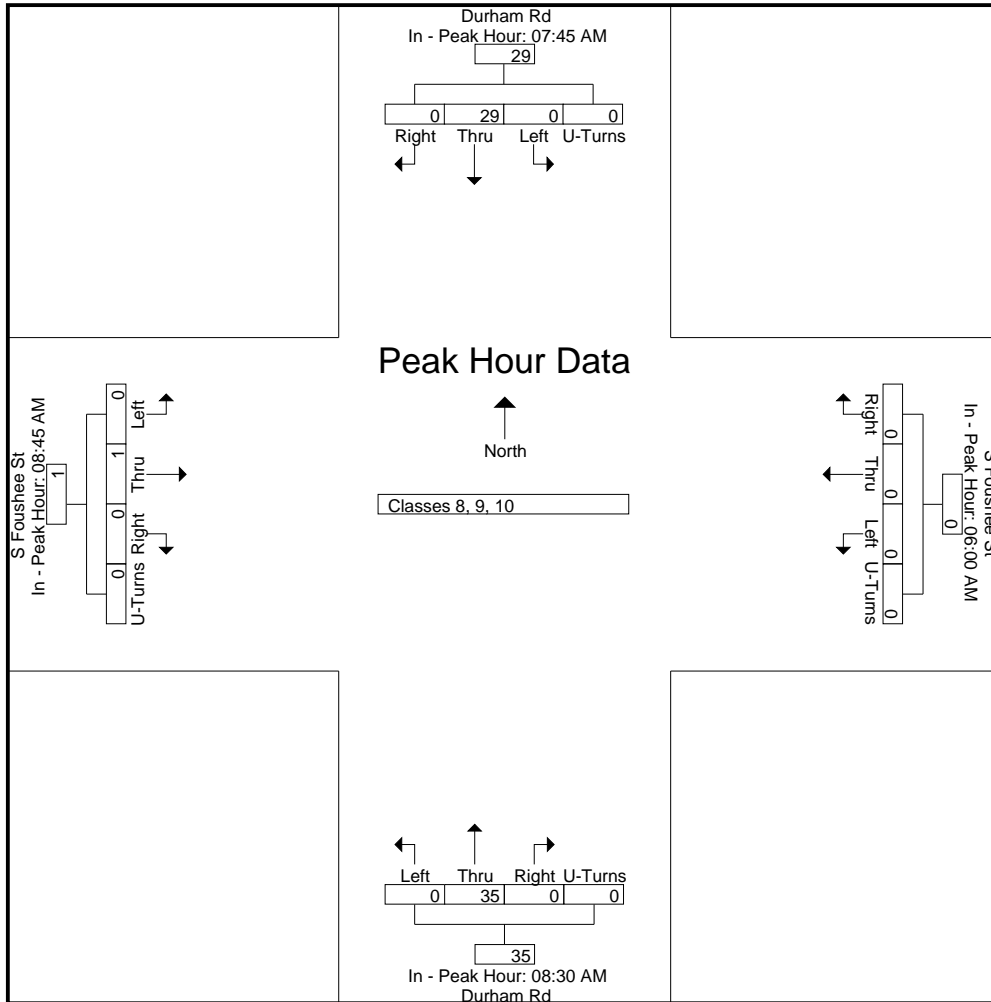 Durham Rd
In - Peak Hour: 07:45 AM
29
0 29 0 0
Right Thru Left U-Turns
Peak Hour Data
North
Classes 8, 9, 10
S Foushee St
In - Peak Hour: 08:45 AM
1
0 1 0 0
Left Thru Right U-Turns
S Foushee St
In - Peak Hour: 06:00 AM
0
0 0 0 0
Right Thru Left U-Turns
Left Thru Right U-Turns
0 35 0 0
35
In - Peak Hour: 08:30 AM
Durham Rd